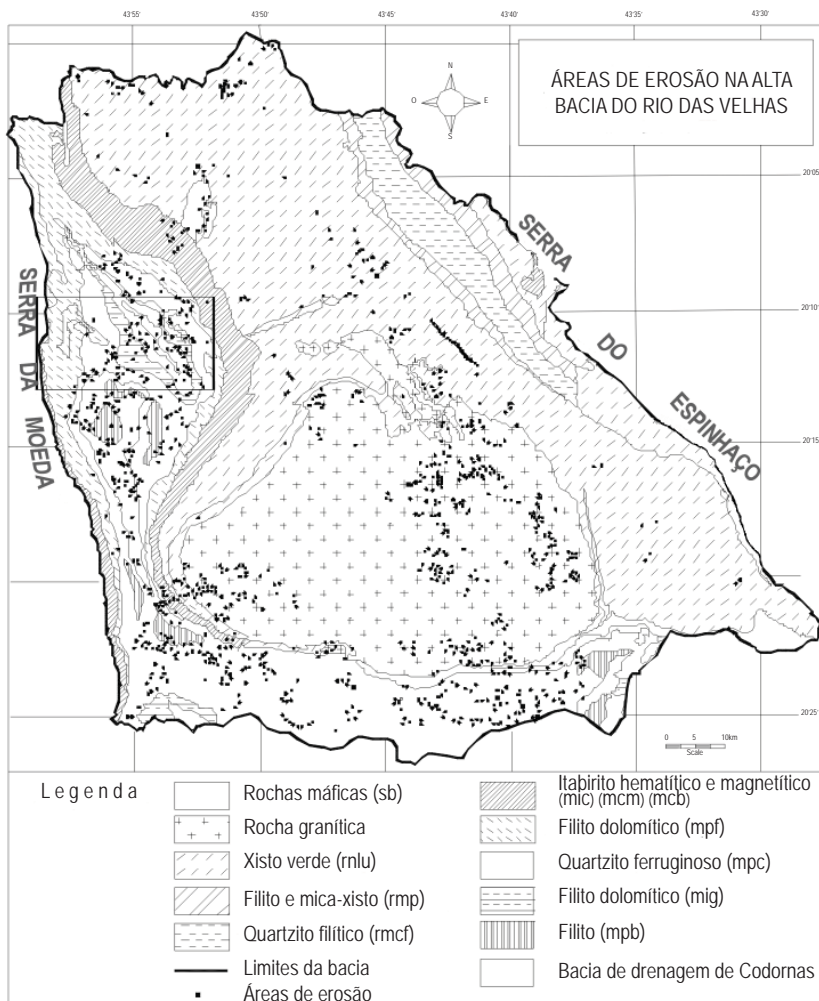 43'55 43'50 43'45 43'40 43'35 43'30
ÁREAS DE EROSÃO NA ALTA
BACIA DO RIO DAS VELHAS
N
O E
S
20'05
SERRA DA MOEDA
SERRA DO ESPINHAÇO
20'10
20'15
20'25
0 5 10km
Scale
Legenda
Rochas máficas (sb)
Rocha granítica
Xisto verde (rnlu)
Filito e mica-xisto (rmp)
Quartzito filítico (rmcf)
Limites da bacia
Áreas de erosão
Itabirito hematítico e magnetítico
(mic) (mcm) (mcb)
Filito dolomítico (mpf)
Quartzito ferruginoso (mpc)
Filito dolomítico (mig)
Filito (mpb)
Bacia de drenagem de Codornas